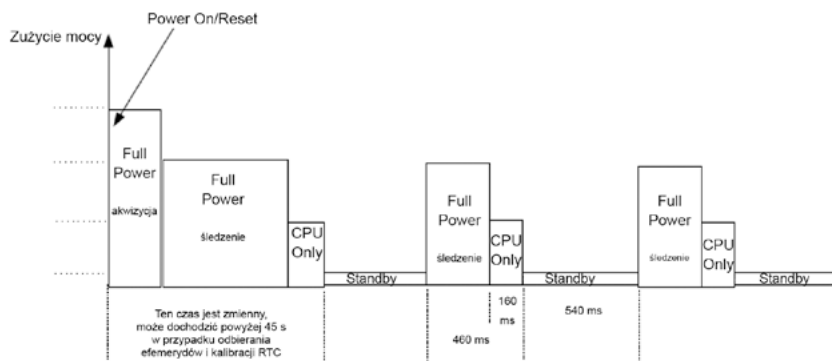 Power On/Reset
Zużycie mocy
Full
Power
akwizycja
Full
Power
śledzenie
CPU
Only
Standby
Full
Power
śledzenie
CPU
Only
Standby
Full
Power
śledzenie
CPU
Only
Standby
Ten czas jest zmienny,
może dochodzić powyżej 45 s
w przypadku odbierania
efemerydów i kalibracji RTC
460 ms
160
ms
540 ms